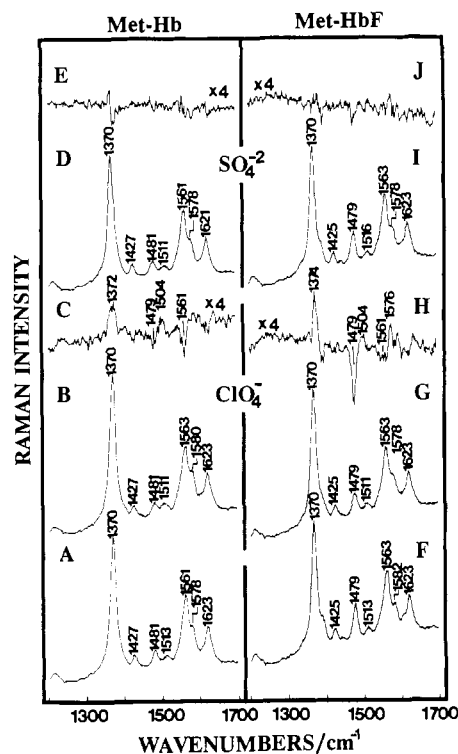 Met-Hb
Met-HbF
E
x4
x4
J
1370
1370
D
SO4-2
I
1427
1481
1511
1561
1578
1621
1425
1479
1516
1563
1578
1623
C
1372
1479
1504
1561
x4
1374
H
x4
1479
1504
1561
1576
B
1370
ClO4-
1370
G
1427
1481
1511
1563
1580
1623
1425
1479
1511
1563
1578
1623
A
1370
1370
F
1427
1481
1513
1561
1578
1623
1425
1479
1513
1563
1582
1623
RAMAN INTENSITY
1300
1500
1700
1300
1500
1700
WAVENUMBERS/cm-1